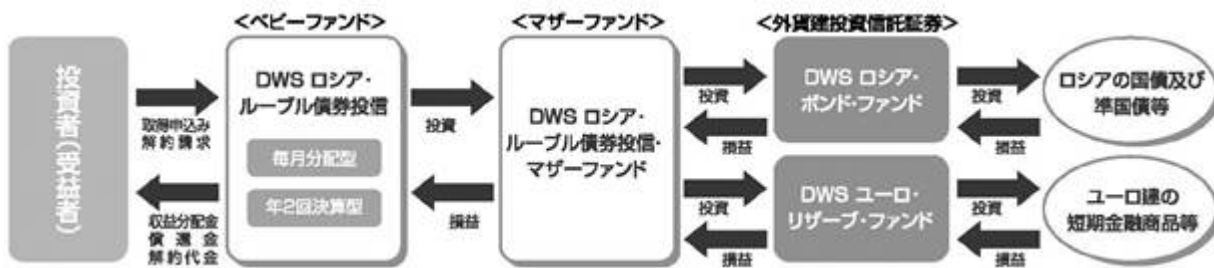 <ベビーファンド>
<マザーファンド>
<外貨建投資信託証券>
投資者(受益者)
取得申込み
解約請求
収益分配金
償還金
解約代金
DWS ロシア・
ルーブル債券投信
毎月分配型
年2回決算型
投資
損益
DWS ロシア・
ルーブル債券投信・
マザーファンド
投資
損益
投資
損益
DWS ロシア・
ボンド・ファンド
DWS ユーロ・
リザーブ・ファンド
投資
損益
投資
損益
ロシアの国債及び
準国債等
ユーロ建の
短期金融商品等